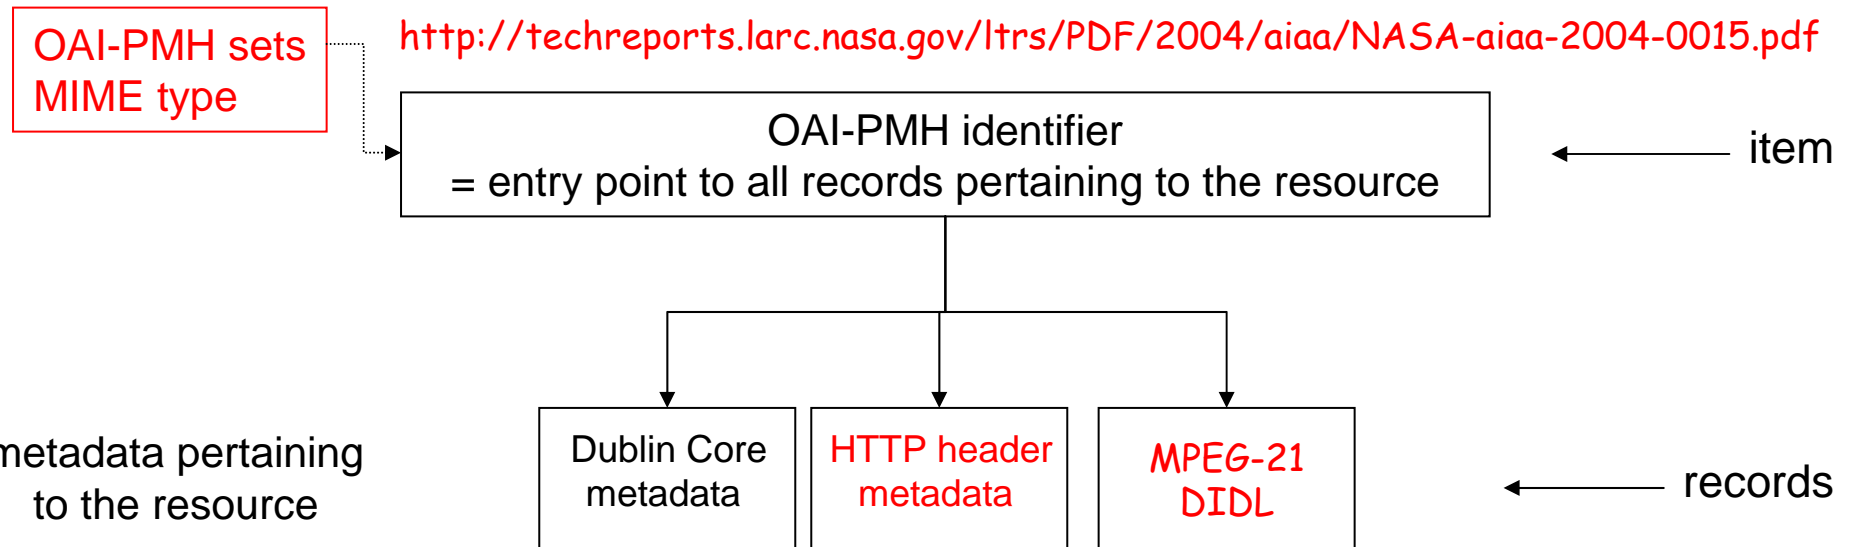 OAI-PMH sets
MIME type
http://techreports.larc.nasa.gov/ltrs/PDF/2004/aiaa/NASA-aiaa-2004-0015.pdf
OAI-PMH identifier
= entry point to all records pertaining to the resource
item
metadata pertaining
to the resource
Dublin Core
metadata
HTTP header
metadata
MPEG-21
DIDL
records